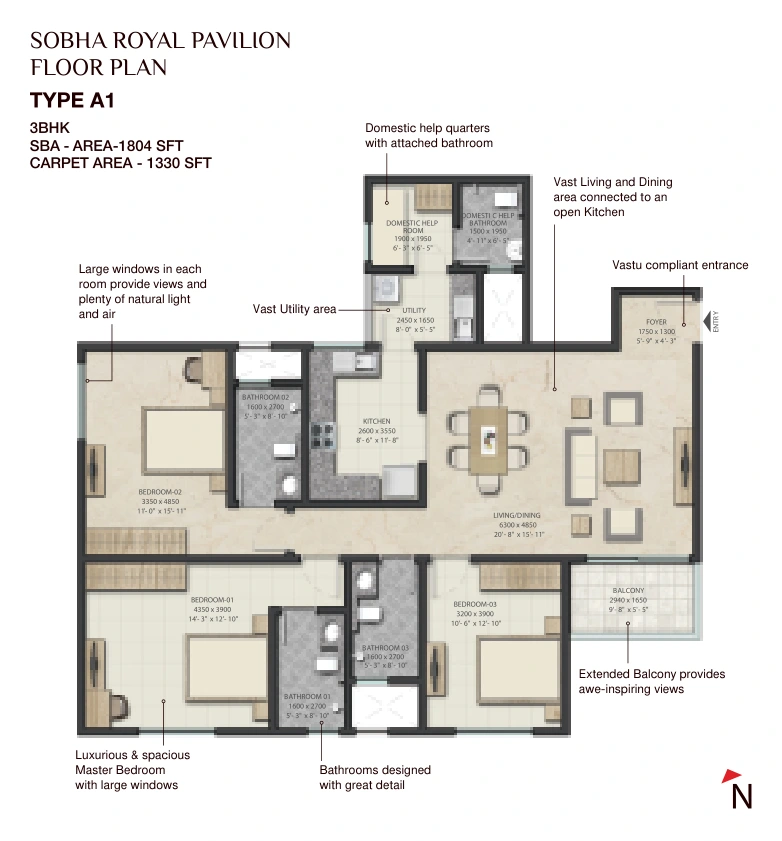 SOBHA ROYAL PAVILION
FLOOR PLAN
TYPE A1
3BHK
SBA - AREA-1804 SFT
CARPET AREA - 1330 SFT
Domestic help quarters
with attached bathroom
Vast Living and Dining
area connected to an
open Kitchen
DOMESTIC HELP
ROOM
1900 x 1950
6'- 3" x 6'- 5"
DOMESTIC HELP
BATHROOM
1500 x 1950
4'- 11" x 6'- 5"
Large windows in each
room provide views and
plenty of natural light
and air
Vastu compliant entrance
Vast Utility area
UTILITY
2450 x 1650
8'- 0" x 5'- 5"
FOYER
1750 x 1300
5'- 9" x 4'- 3"
ENTRY
BATHROOM-02
1600 x 2700
5'- 3" x 8'- 10"
KITCHEN
2600 x 3550
8'- 6" x 11'- 8"
BEDROOM-02
3350 x 4850
11'- 0" x 15'- 11"
LIVING/DINING
6300 x 4850
20'- 8" x 15'- 11"
BEDROOM-01
4350 x 3900
14'- 3" x 12'- 10"
BEDROOM-03
3200 x 3900
10'- 6" x 12'- 10"
BALCONY
2940 x 1650
9'- 8" x 5'- 5"
BATHROOM 03
1600 x 2700
5'- 3" x 8'- 10"
BATHROOM 01
1600 x 2700
5'- 3" x 8'- 10"
Extended Balcony provides
awe-inspiring views
Luxurious & spacious
Master Bedroom
with large windows
Bathrooms designed
with great detail
N